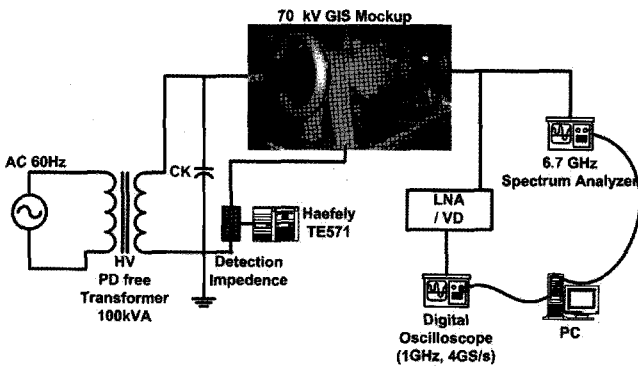 70 kV GIS Mockup
AC 60Hz
CK
HV
PD free
Transformer
100kVA
Haefely
TE571
Detection
Impedence
LNA
/ VD
6.7 GHz
Spectrum Analyzer
Digital
Oscilloscope
(1GHz, 4GS/s)
PC